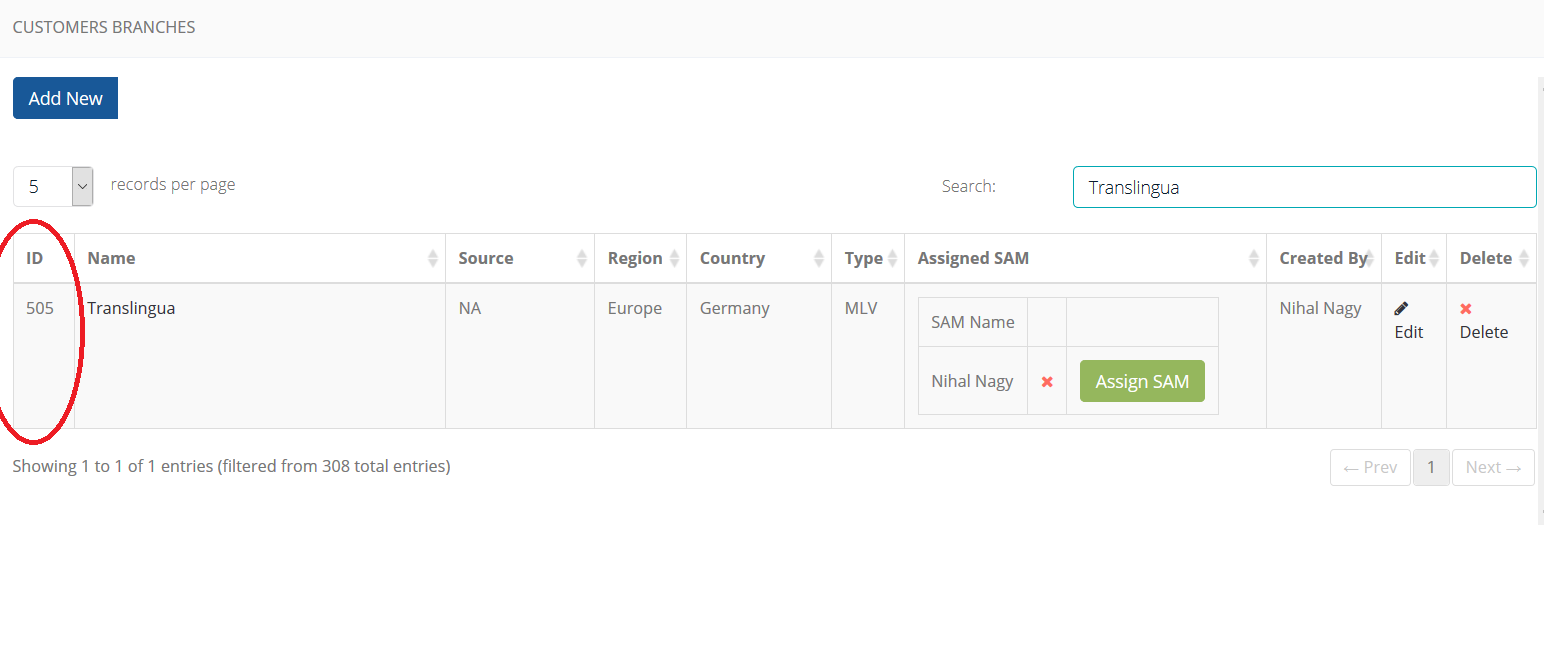 CUSTOMERS BRANCHES
Add New
5 records per page Search: Translingua
ID Name Source Region Country Type Assigned SAM Created By Edit Delete
505 Translingua NA Europe Germany MLV SAM Name Nihal Nagy Edit Delete
Nihal Nagy Assign SAM
Showing 1 to 1 of 1 entries (filtered from 308 total entries) ← Prev 1 Next →